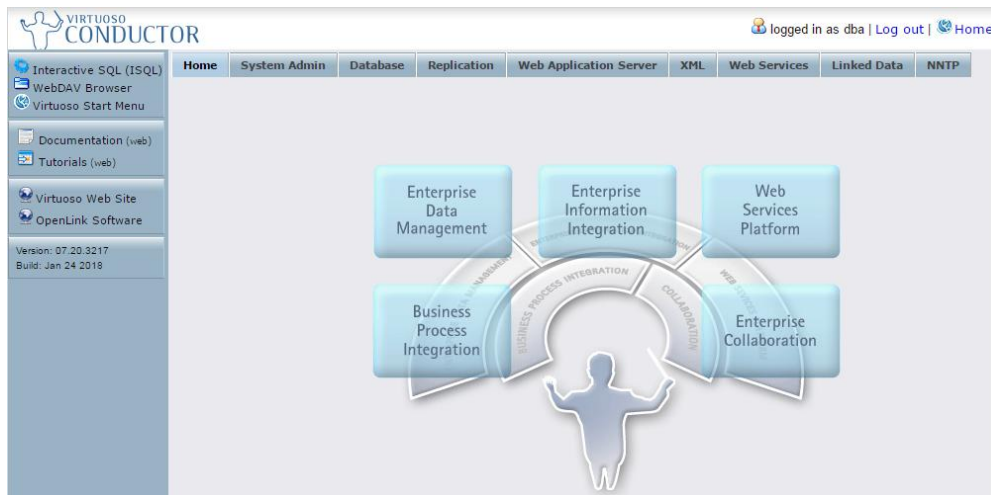 VIRTUOSO
CONDUCTOR
logged in as dba | Log out | Home
Interactive SQL (ISQL)
WebDAV Browser
Virtuoso Start Menu
Documentation (web)
Tutorials (web)
Virtuoso Web Site
OpenLink Software
Version: 07.20.3217
Build: Jan 24 2018
Home System Admin Database Replication Web Application Server XML Web Services Linked Data NNTP
Enterprise
Data
Management
Enterprise
Information
Integration
Web
Services
Platform
Business
Process
Integration
Enterprise
Collaboration
MANAGEMENT
BUSINESS PROCESS INTEGRATION
COLLABORATION